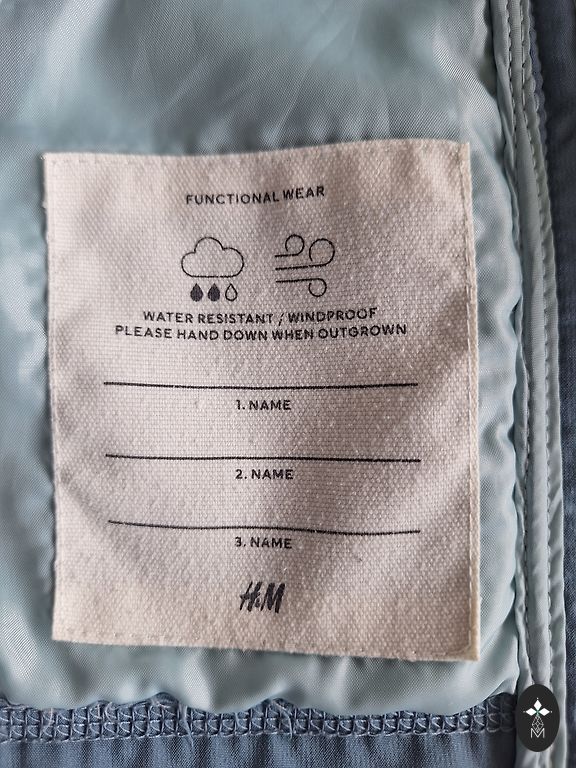 FUNCTIONAL WEAR
WATER RESISTANT / WINDPROOF
PLEASE HAND DOWN WHEN OUTGROWN
1. NAME
2. NAME
3. NAME
H&M